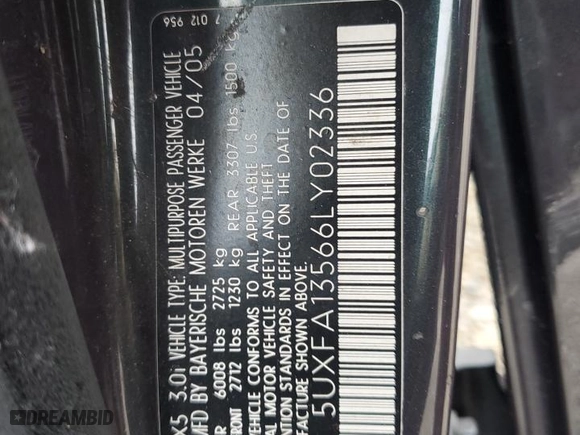 7 012 956
X5 3.0i VEHICLE TYPE: MULTIPURPOSE PASSENGER VEHICLE
MFD BY BAYERISCHE MOTOREN WERKE 04/05
6008 lbs 2725 kg
FRONT 2712 lbs 1230 kg REAR 3307 lbs 1500 kg
VEHICLE CONFORMS TO ALL APPLICABLE U.S
MOTOR VEHICLE SAFETY AND THEFT
STANDARDS IN EFFECT ON THE DATE OF
MANUFACTURE SHOWN ABOVE.
5UXFA13566LY02336
DREAMBID